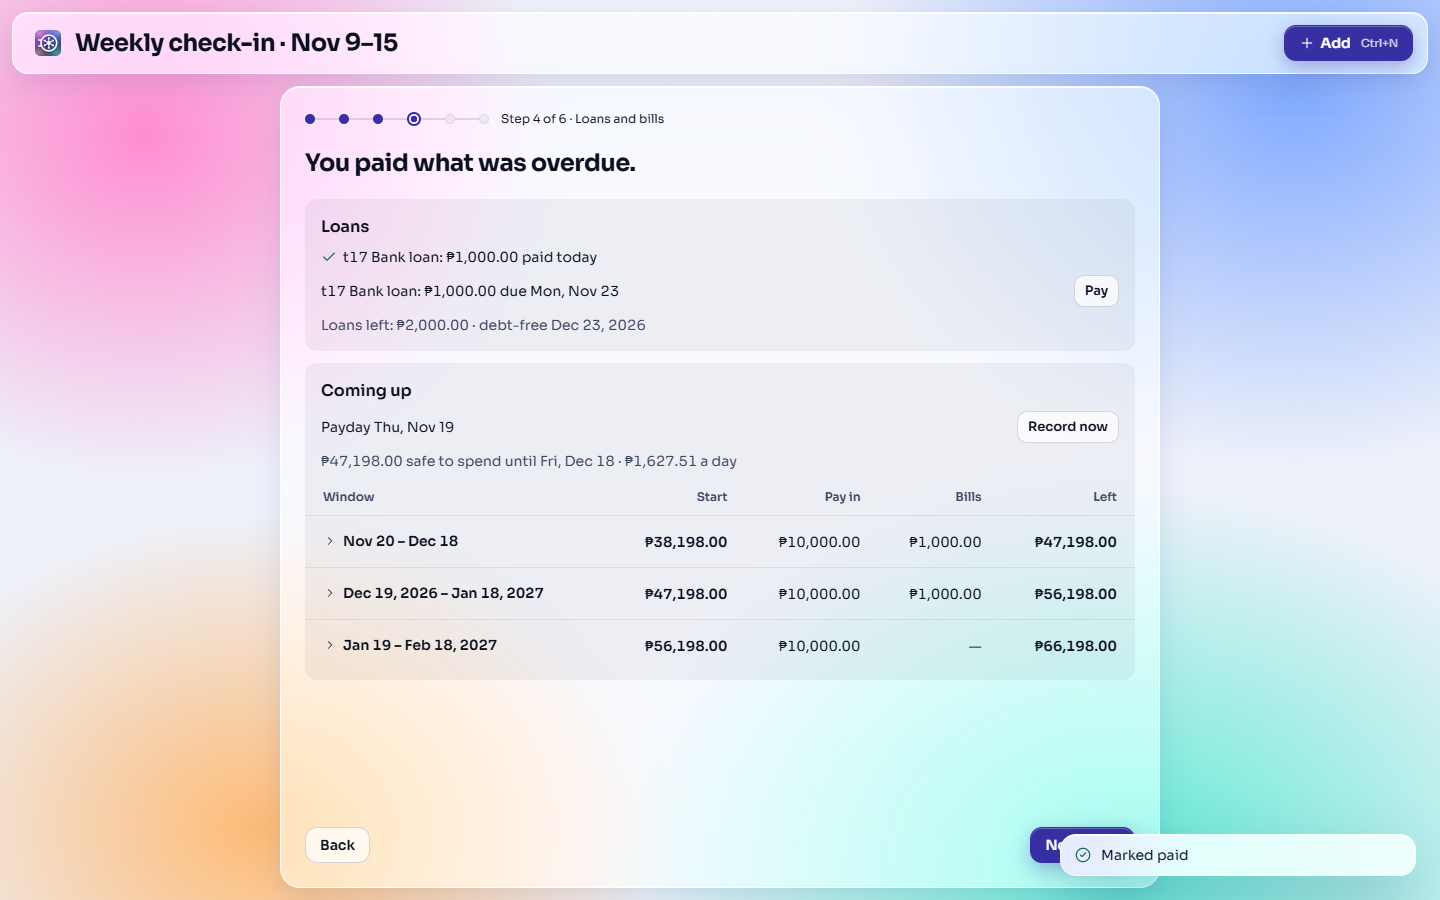 Weekly check-in · Nov 9–15
Add Ctrl+N
Step 4 of 6 · Loans and bills
You paid what was overdue.
Loans
t17 Bank loan: ₱1,000.00 paid today
t17 Bank loan: ₱1,000.00 due Mon, Nov 23
Pay
Loans left: ₱2,000.00 · debt-free Dec 23, 2026
Coming up
Payday Thu, Nov 19
Record now
₱47,198.00 safe to spend until Fri, Dec 18 · ₱1,627.51 a day
Window Start Pay in Bills Left
Nov 20 – Dec 18 ₱38,198.00 ₱10,000.00 ₱1,000.00 ₱47,198.00
Dec 19, 2026 – Jan 18, 2027 ₱47,198.00 ₱10,000.00 ₱1,000.00 ₱56,198.00
Jan 19 – Feb 18, 2027 ₱56,198.00 ₱10,000.00 — ₱66,198.00
Back
Marked paid